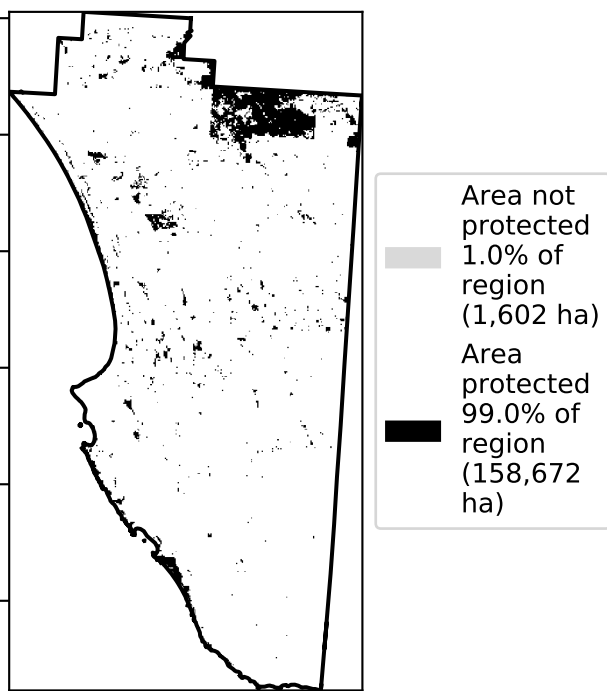 Area not
protected
1.0% of
region
(1,602 ha)
Area
protected
99.0% of
region
(158,672
ha)